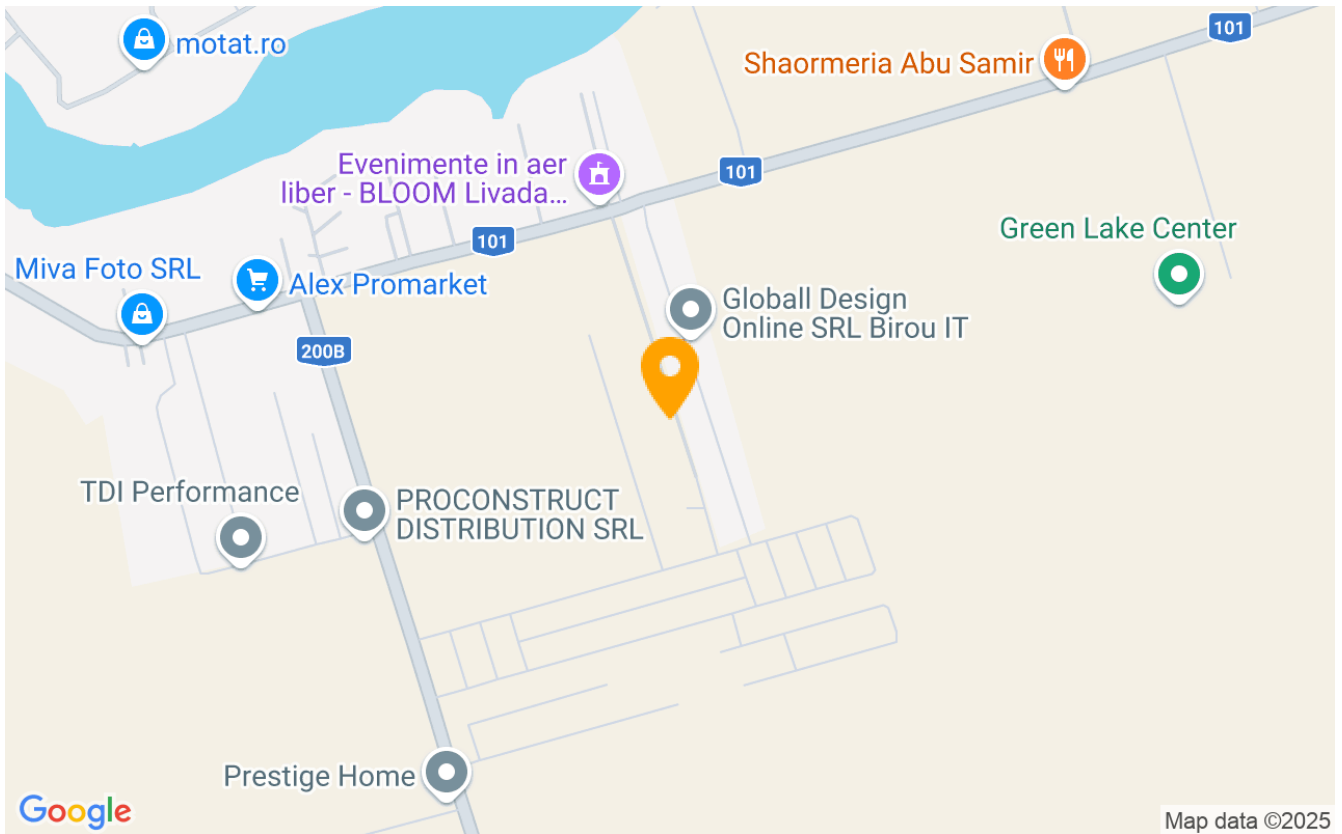 motat.ro
101
Shaormeria Abu Samir
Evenimente in aer
liber - BLOOM Livada...
101
101
Green Lake Center
Miva Foto SRL
Alex Promarket
Globall Design
Online SRL Birou IT
200B
TDI Performance
PROCONSTRUCT
DISTRIBUTION SRL
Prestige Home
Google
Map data ©2025